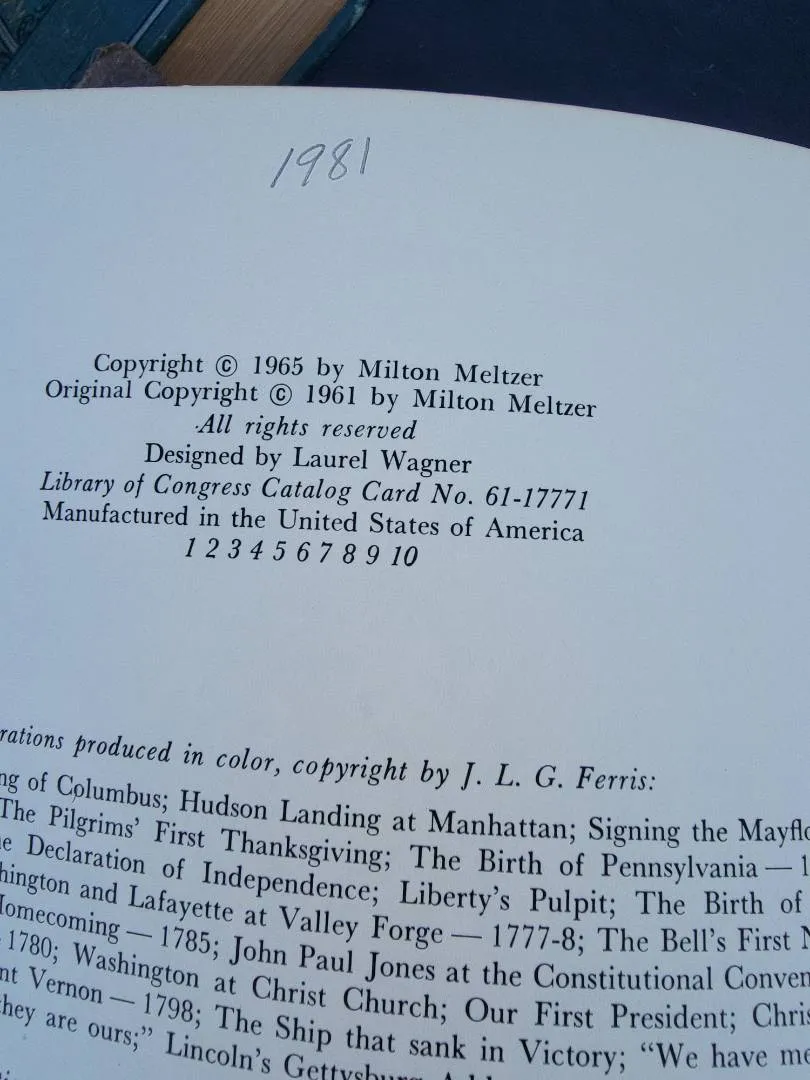 1981
Copyright © 1965 by Milton Meltzer
Original Copyright © 1961 by Milton Meltzer
All rights reserved
Designed by Laurel Wagner
Library of Congress Catalog Card No. 61-17771
Manufactured in the United States of America
1 2 3 4 5 6 7 8 9 10
rations produced in color, copyright by J. L. G. Ferris:
ng of Columbus; Hudson Landing at Manhattan; Signing the Mayflo
The Pilgrims' First Thanksgiving; The Birth of Pennsylvania — 1
e Declaration of Independence; Liberty's Pulpit; The Birth of
hington and Lafayette at Valley Forge — 1777-8; The Bell's First N
Homecoming — 1785; John Paul Jones at the Constitutional Conven
1780; Washington at Christ Church; Our First President; Chris
nt Vernon — 1798; The Ship that sank in Victory; "We have me
hey are ours;" Lincoln's Gettysburg